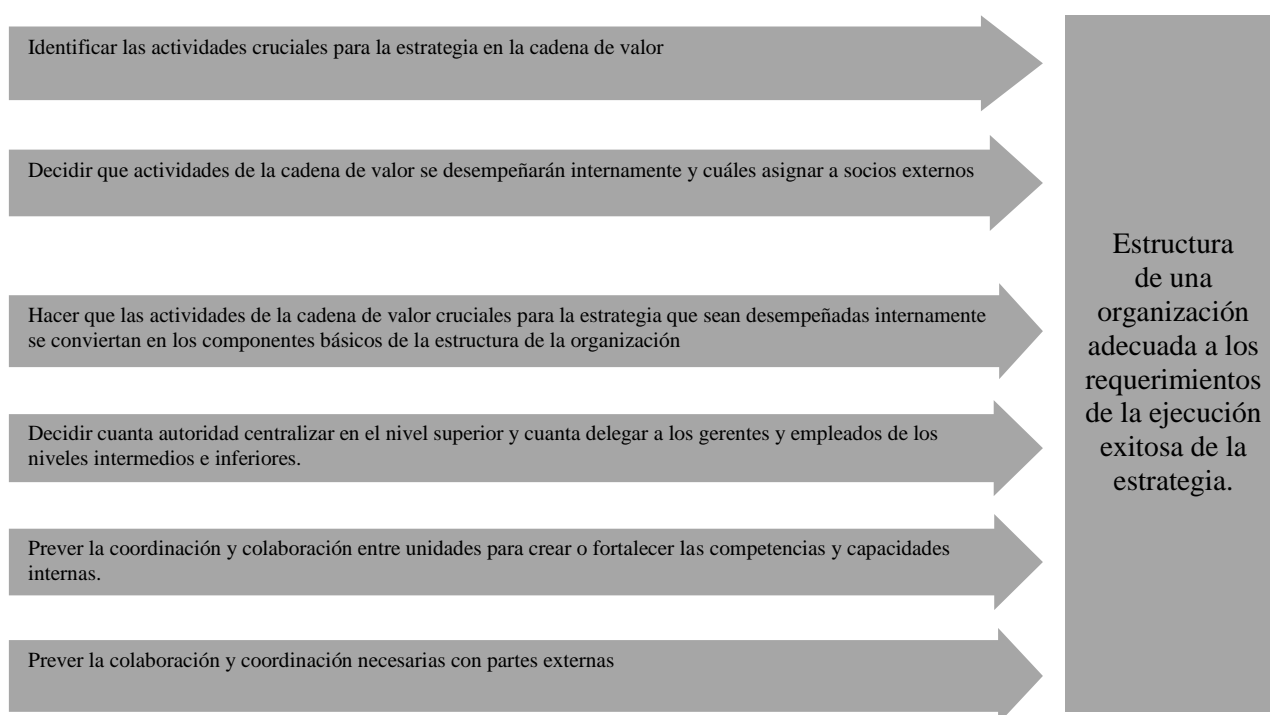 Identificar las actividades cruciales para la estrategia en la cadena de valor
Decidir que actividades de la cadena de valor se desempeñarán internamente y cuáles asignar a socios externos
Hacer que las actividades de la cadena de valor cruciales para la estrategia que sean desempeñadas internamente
se conviertan en los componentes básicos de la estructura de la organización
Decidir cuanta autoridad centralizar en el nivel superior y cuanta delegar a los gerentes y empleados de los
niveles intermedios e inferiores.
Prever la coordinación y colaboración entre unidades para crear o fortalecer las competencias y capacidades
internas.
Prever la colaboración y coordinación necesarias con partes externas
Estructura
de una
organización
adecuada a los
requerimientos
de la ejecución
exitosa de la
estrategia.